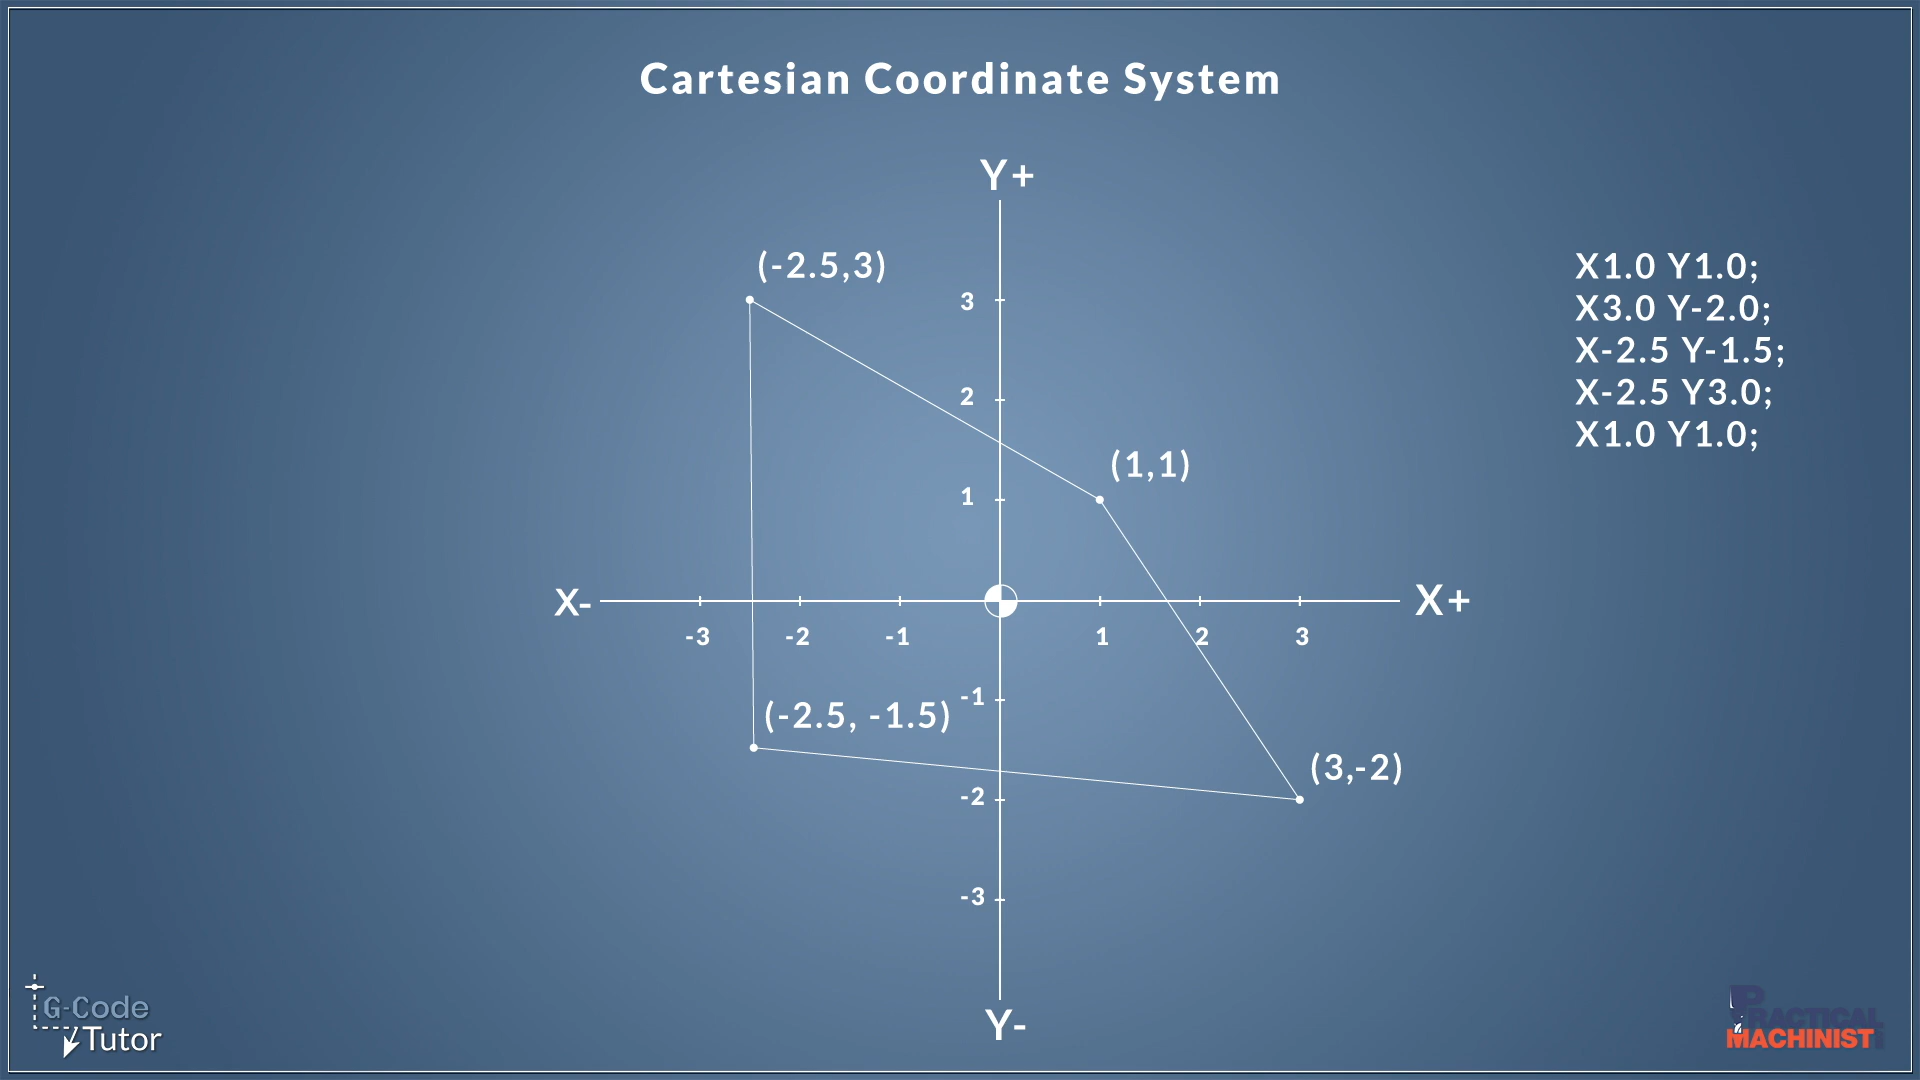 Cartesian Coordinate System
Y+
(-2.5,3)
3
2
1
(1,1)
X1.0 Y1.0;
X3.0 Y-2.0;
X-2.5 Y-1.5;
X-2.5 Y3.0;
X1.0 Y1.0;
X-
X+
-3 -2 -1 1 2 3
-1
(-2.5, -1.5)
-2
(3,-2)
-3
Y-
G-Code
Tutor
PRACTICAL
MACHINIST